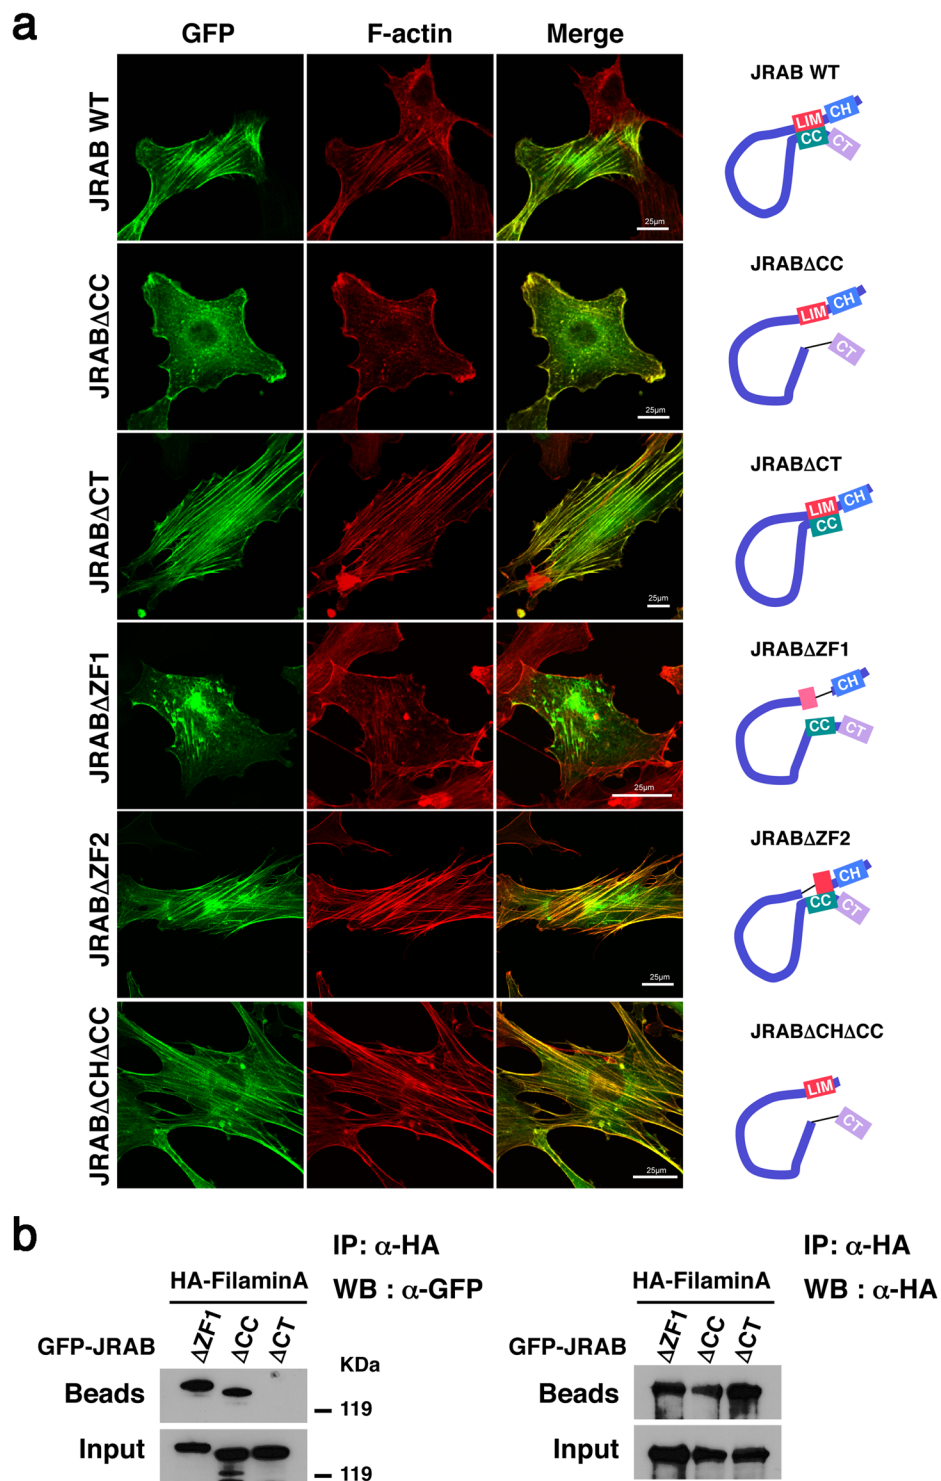 a
GFP F-actin Merge
JRAB WT
25μm
JRAB WT
LIM CH
CC CT
JRABΔCC
25μm
JRABΔCC
LIM CH
CT
JRABΔCT
25μm
JRABΔCT
LIM CH
CC
JRABΔZF1
25μm
JRABΔZF1
CH
CC CT
JRABΔZF2
25μm
JRABΔZF2
CH
CC CT
JRABΔCHΔCC
25μm
JRABΔCHΔCC
LIM
CT
b
IP: α-HA
HA-FilaminA
WB : α-GFP
GFP-JRAB ΔZF1 ΔCC ΔCT
KDa
Beads
119
Input
119
IP: α-HA
HA-FilaminA
WB : α-HA
GFP-JRAB ΔZF1 ΔCC ΔCT
Beads
Input